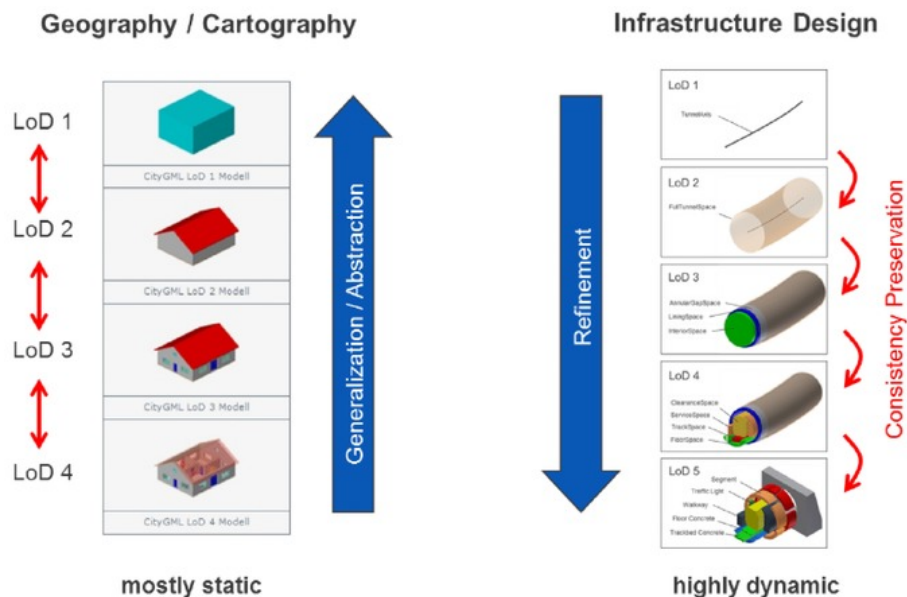 Geography / Cartography
LoD 1
CityGML LoD 1 Modell
LoD 2
CityGML LoD 2 Modell
LoD 3
CityGML LoD 3 Modell
LoD 4
CityGML LoD 4 Modell
mostly static
Generalization / Abstraction
Infrastructure Design
Refinement
LoD 1
TunnelAxis
LoD 2
FullTunnelSpace
LoD 3
AnnularGapSpace
LiningSpace
InteriorSpace
LoD 4
ClearanceSpace
ServiceSpace
TrackSpace
FloorSpace
LoD 5
Segment
Traffic Light
Walkway
Floor Concrete
Trackbed Concrete
Consistency Preservation
highly dynamic